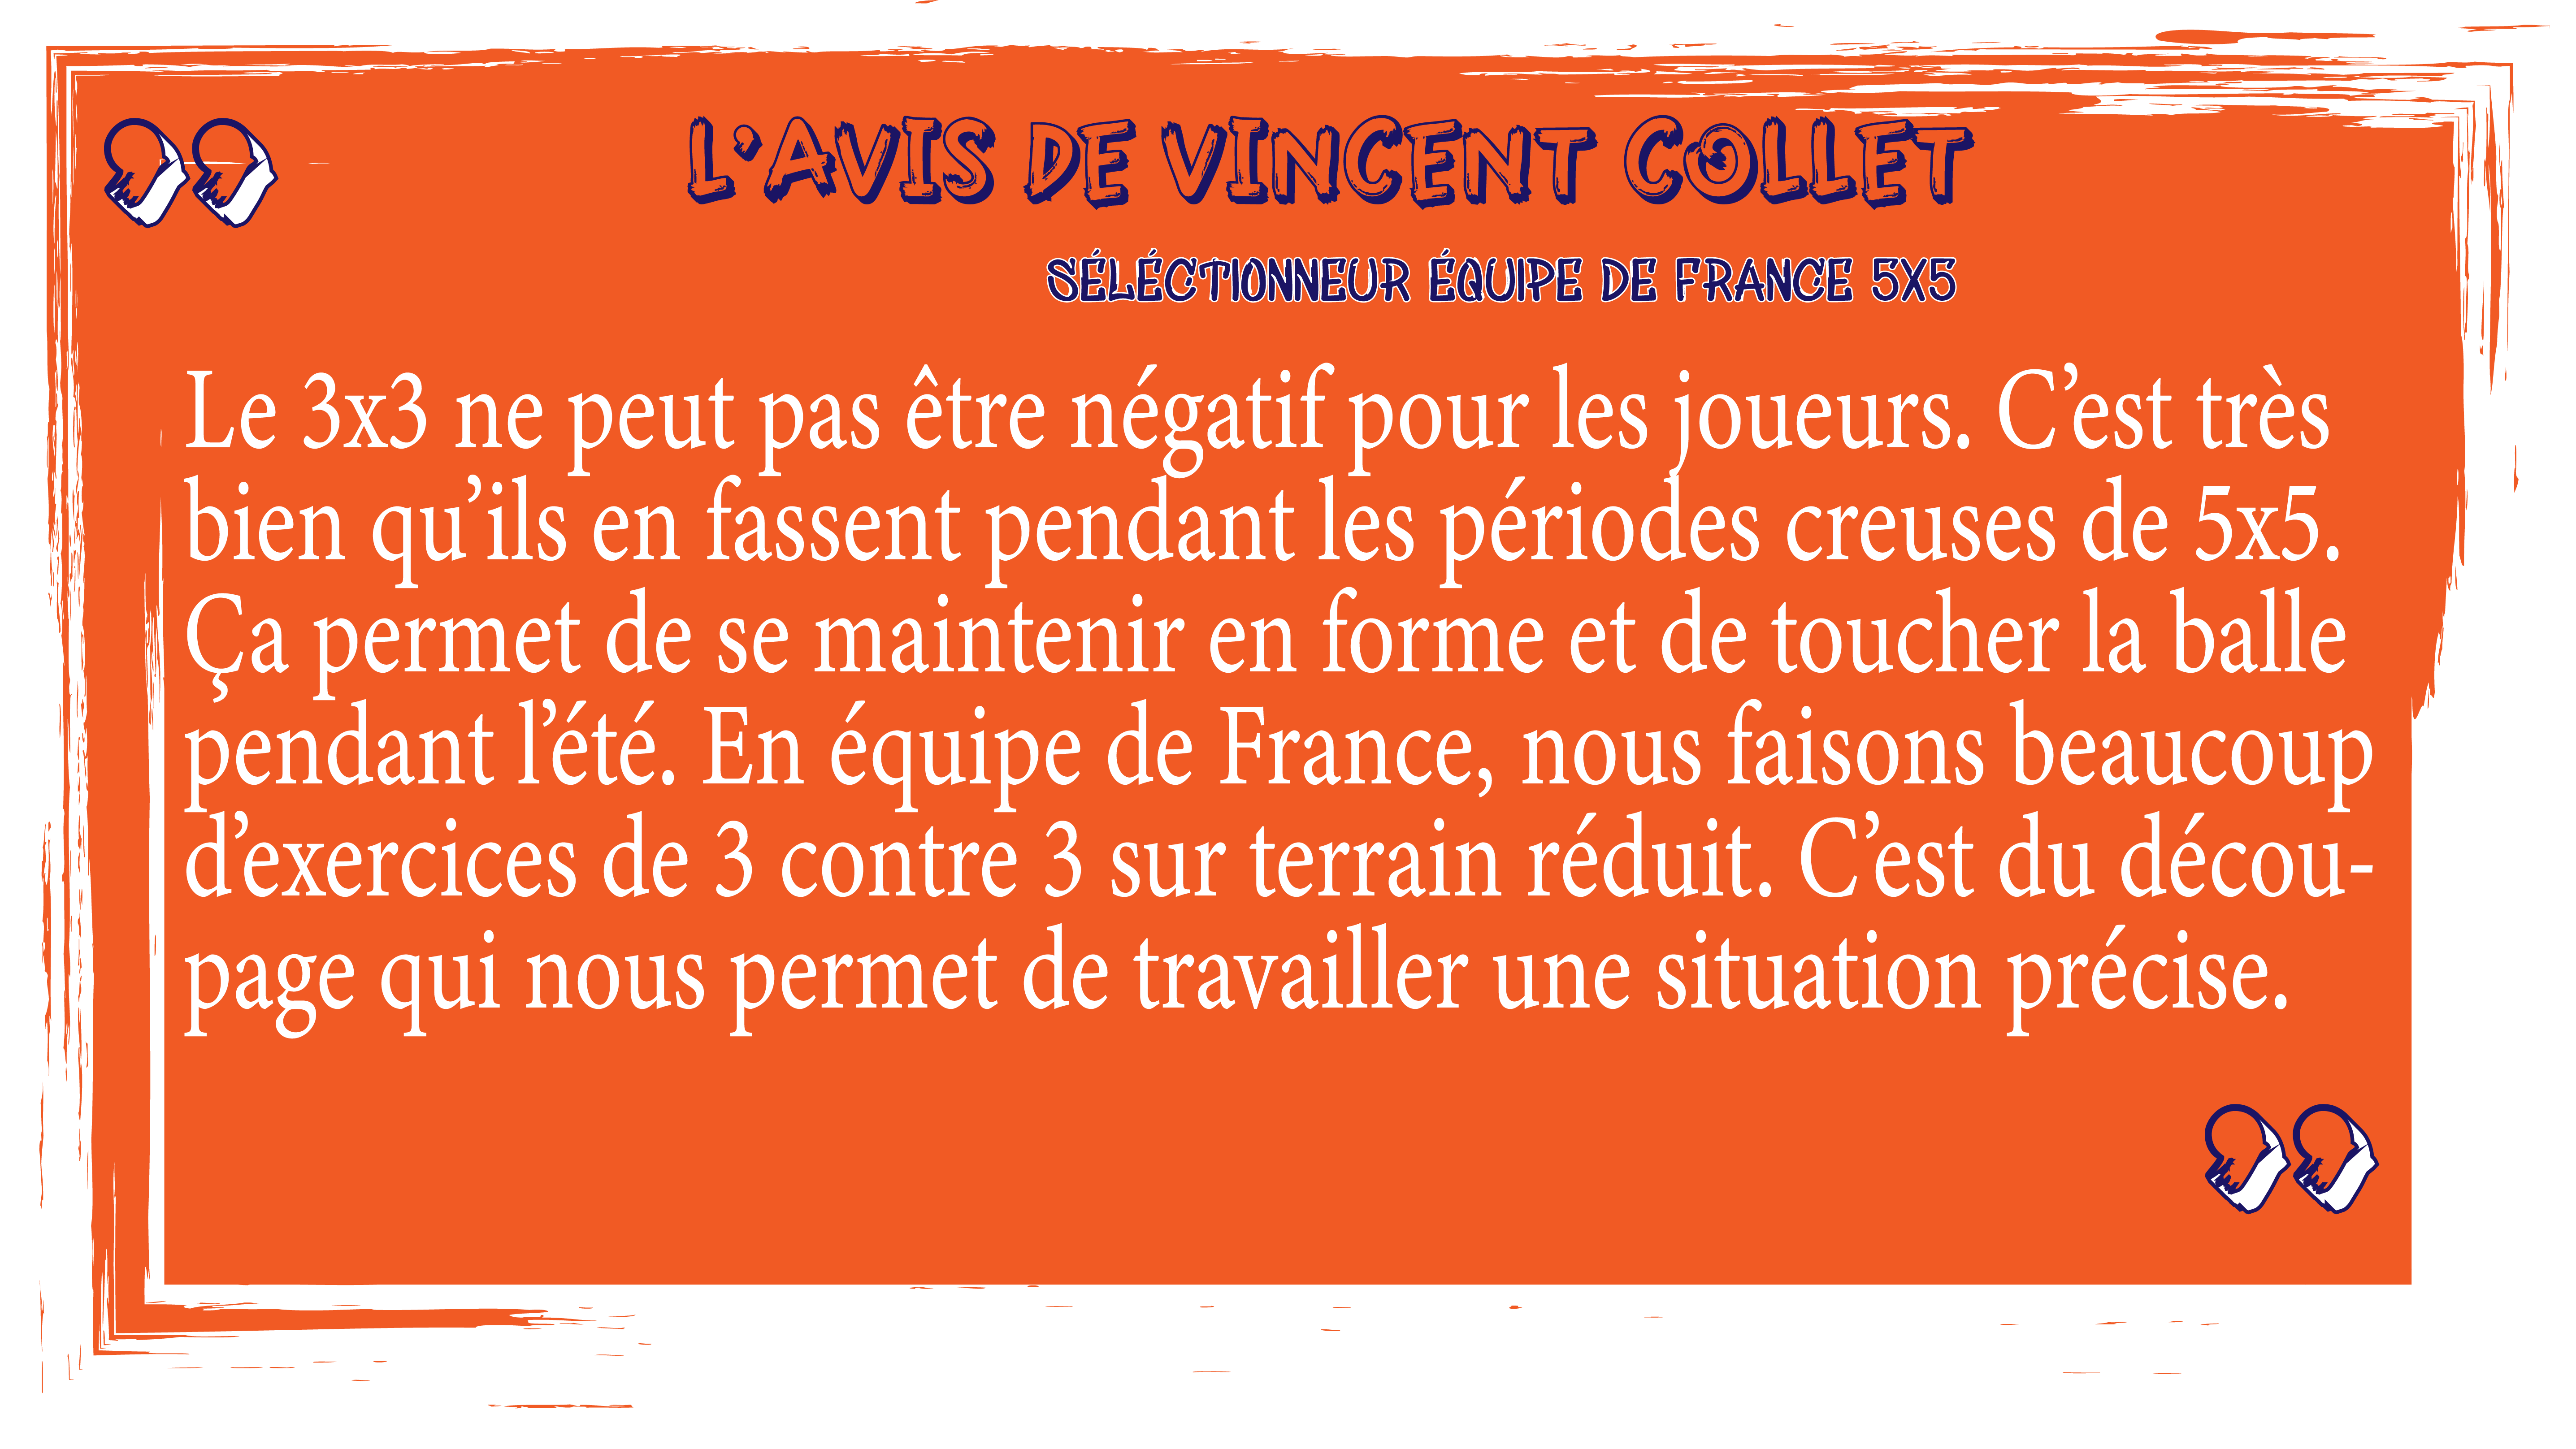 L'AVIS DE VINCENT COLLET
SÉLÉCTIONNEUR ÉQUIPE DE FRANCE 5X5
Le 3x3 ne peut pas être négatif pour les joueurs. C’est très
bien qu’ils en fassent pendant les périodes creuses de 5x5.
Ça permet de se maintenir en forme et de toucher la balle
pendant l’été. En équipe de France, nous faisons beaucoup
d’exercices de 3 contre 3 sur terrain réduit. C’est du décou-
page qui nous permet de travailler une situation précise.